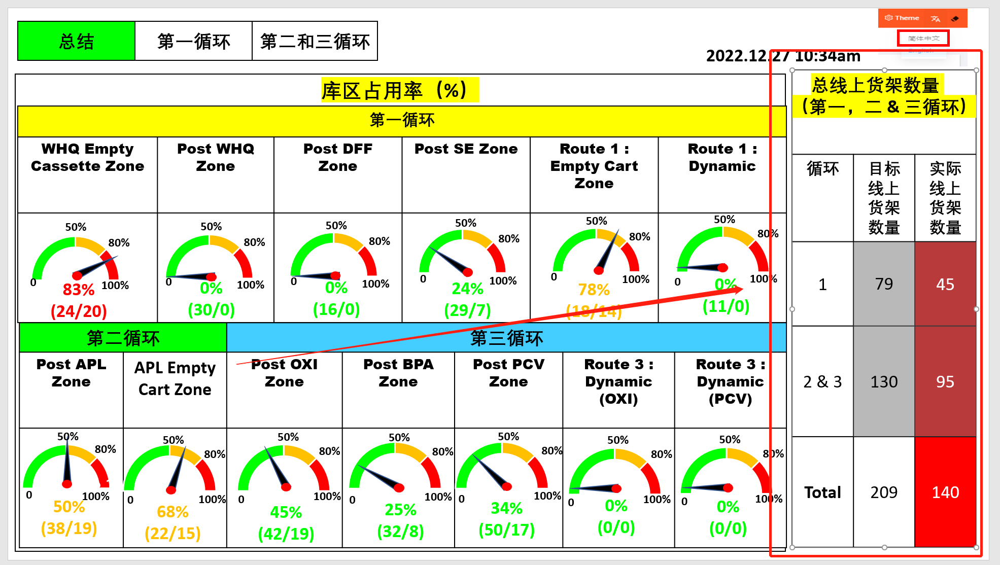 Theme
简体中文
English
总结 第一循环 第二和三循环
2022.12.27 10:34am
库区占用率（%）
第一循环
WHQ Empty
Cassette Zone
Post WHQ
Zone
Post DFF
Zone
Post SE Zone
Route 1 :
Empty Cart
Zone
Route 1 :
Dynamic
50%
80%
0
100%
83%
(24/20)
50%
80%
0
100%
0%
(30/0)
50%
80%
0
100%
0%
(16/0)
50%
80%
0
100%
24%
(29/7)
50%
80%
0
100%
78%
(18/14)
50%
80%
0
100%
0%
(11/0)
第二循环
第三循环
Post APL
Zone
APL Empty
Cart Zone
Post OXI
Zone
Post BPA
Zone
Post PCV
Zone
Route 3 :
Dynamic
(OXI)
Route 3 :
Dynamic
(PCV)
50%
80%
0
100%
50%
(38/19)
50%
80%
0
100%
68%
(22/15)
50%
80%
0
100%
45%
(42/19)
50%
80%
0
100%
25%
(32/8)
50%
80%
0
100%
34%
(50/17)
50%
80%
0
100%
0%
(0/0)
50%
80%
0
100%
0%
(0/0)
总线上货架数量
（第一，二 & 三循环）
循环
目标
线上
货架
数量
实际
线上
货架
数量
1 79 45
2 & 3 130 95
Total 209 140